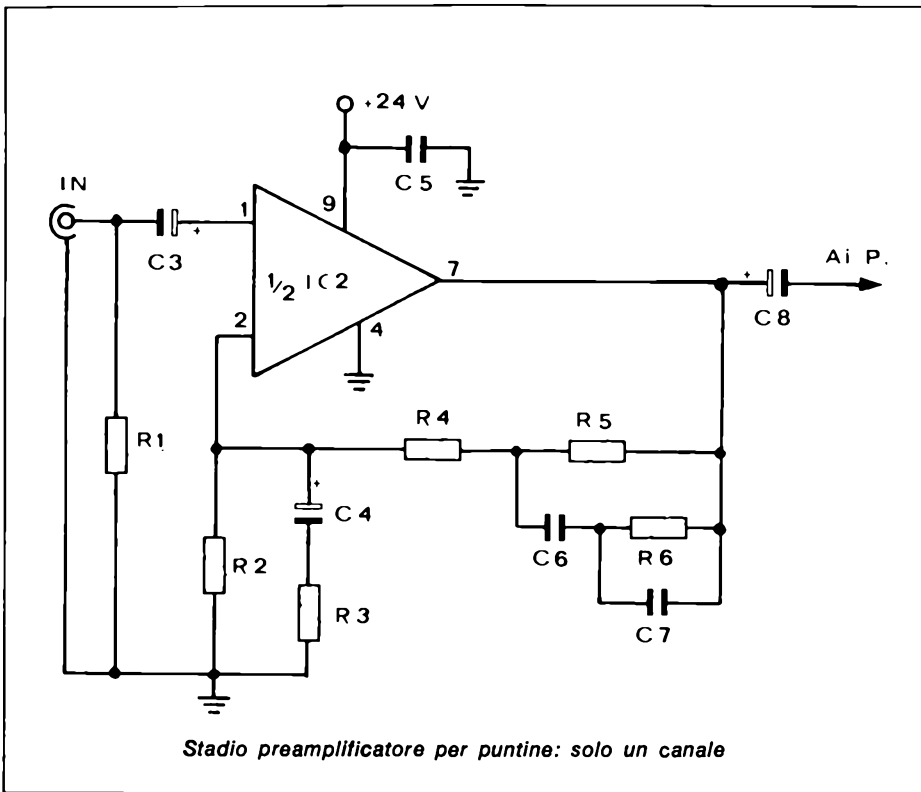 +24 V
C5
IN
1
9
C3
1/2 IC2
7
Ai P.
2
4
C8
R1
R4
R5
C4
R2
C6
R6
R3
C7
Stadio preamplificatore per puntine: solo un canale